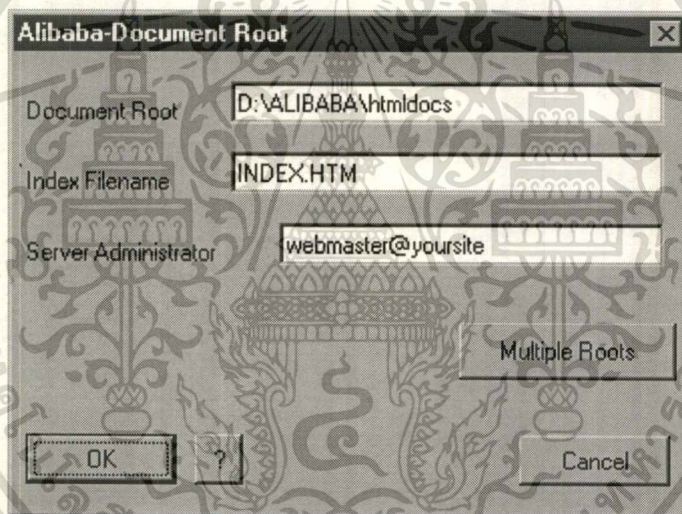 Alibaba-Document Root
Document Root D:\ALIBABA\htmldocs
Index Filename INDEX.HTM
Server Administrator webmaster@yoursite
Multiple Roots
OK ? Cancel